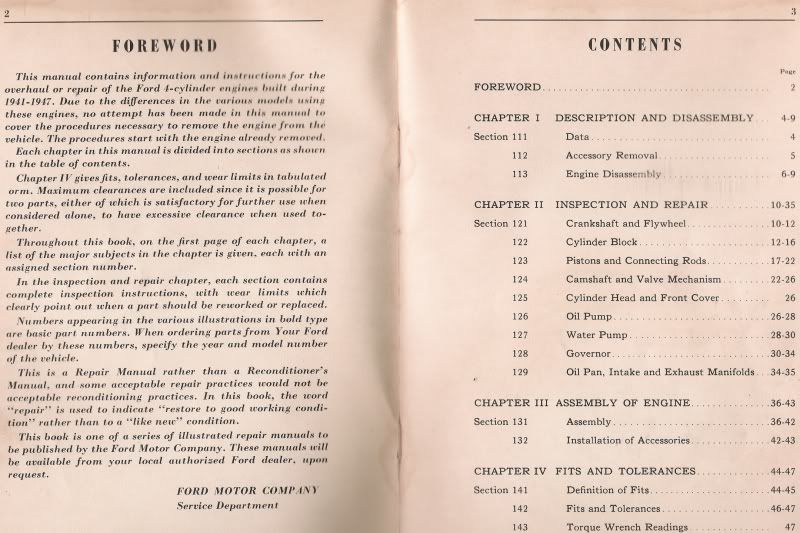 2
FOREWORD
This manual contains information and instructions for the
overhaul or repair of the Ford 4-cylinder engines built during
1941-1947. Due to the differences in the various models using
these engines, no attempt has been made in this manual to
cover the procedures necessary to remove the engine from the
vehicle. The procedures start with the engine already removed.
Each chapter in this manual is divided into sections as shown
in the table of contents.
Chapter IV gives fits, tolerances, and wear limits in tabulated
orm. Maximum clearances are included since it is possible for
two parts, either of which is satisfactory for further use when
considered alone, to have excessive clearance when used to-
gether.
Throughout this book, on the first page of each chapter, a
list of the major subjects in the chapter is given, each with an
assigned section number.
In the inspection and repair chapter, each section contains
complete inspection instructions, with wear limits which
clearly point out when a part should be reworked or replaced.
Numbers appearing in the various illustrations in bold type
are basic part numbers. When ordering parts from Your Ford
dealer by these numbers, specify the year and model number
of the vehicle.
This is a Repair Manual rather than a Reconditioner's
Manual, and some acceptable repair practices would not be
acceptable reconditioning practices. In this book, the word
"repair" is used to indicate "restore to good working condi-
tion" rather than to a "like new" condition.
This book is one of a series of illustrated repair manuals to
be published by the Ford Motor Company. These manuals will
be available from your local authorized Ford dealer, upon
request.
FORD MOTOR COMPANY
Service Department
3
CONTENTS
Page
FOREWORD 2
CHAPTER I DESCRIPTION AND DISASSEMBLY 4-9
Section 111 Data 4
112 Accessory Removal 5
113 Engine Disassembly 6-9
CHAPTER II INSPECTION AND REPAIR 10-35
Section 121 Crankshaft and Flywheel 10-12
122 Cylinder Block 12-16
123 Pistons and Connecting Rods 17-22
124 Camshaft and Valve Mechanism 22-26
125 Cylinder Head and Front Cover 26
126 Oil Pump 26-28
127 Water Pump 28-30
128 Governor 30-34
129 Oil Pan, Intake and Exhaust Manifolds 34-35
CHAPTER III ASSEMBLY OF ENGINE 36-43
Section 131 Assembly 36-42
132 Installation of Accessories 42-43
CHAPTER IV FITS AND TOLERANCES 44-47
Section 141 Definition of Fits 44-45
142 Fits and Tolerances 46-47
143 Torque Wrench Readings 47